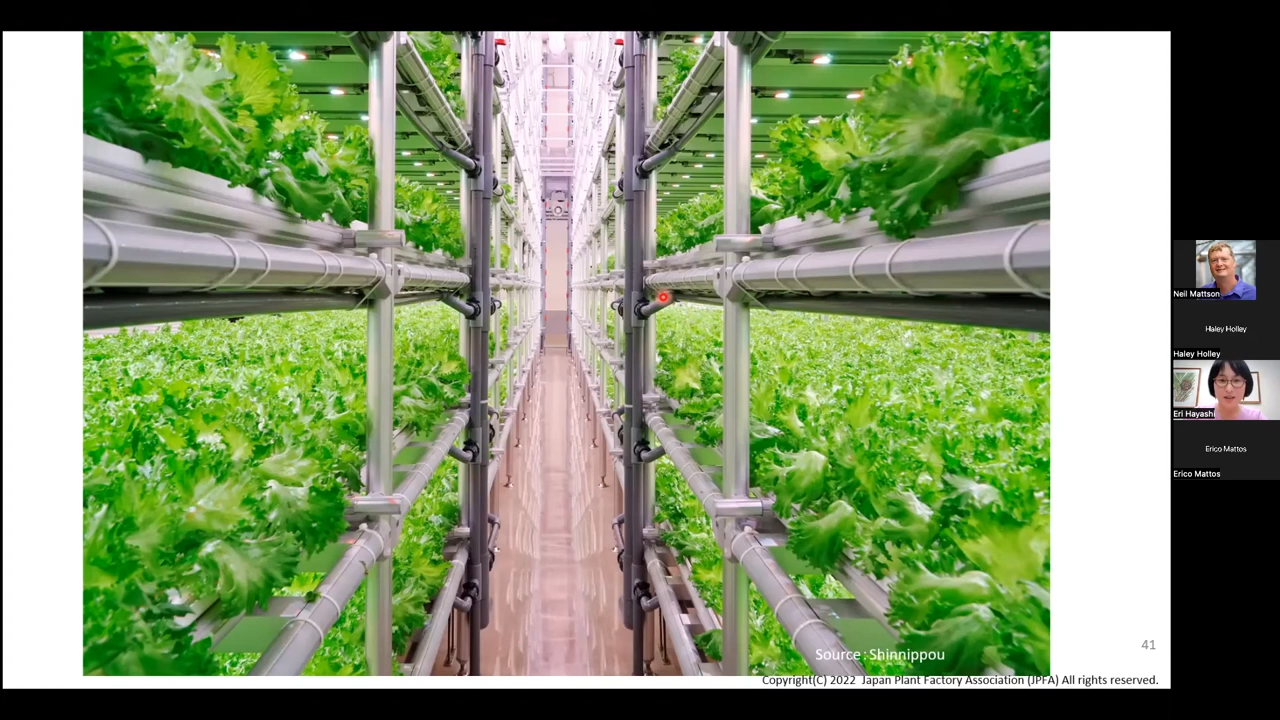 Source：Shinnippou
41
Copyright(C) 2022 Japan Plant Factory Association (JPFA) All rights reserved.
Neil Mattson
Haley Holley
Haley Holley
Eri Hayashi
Erico Mattos
Erico Mattos